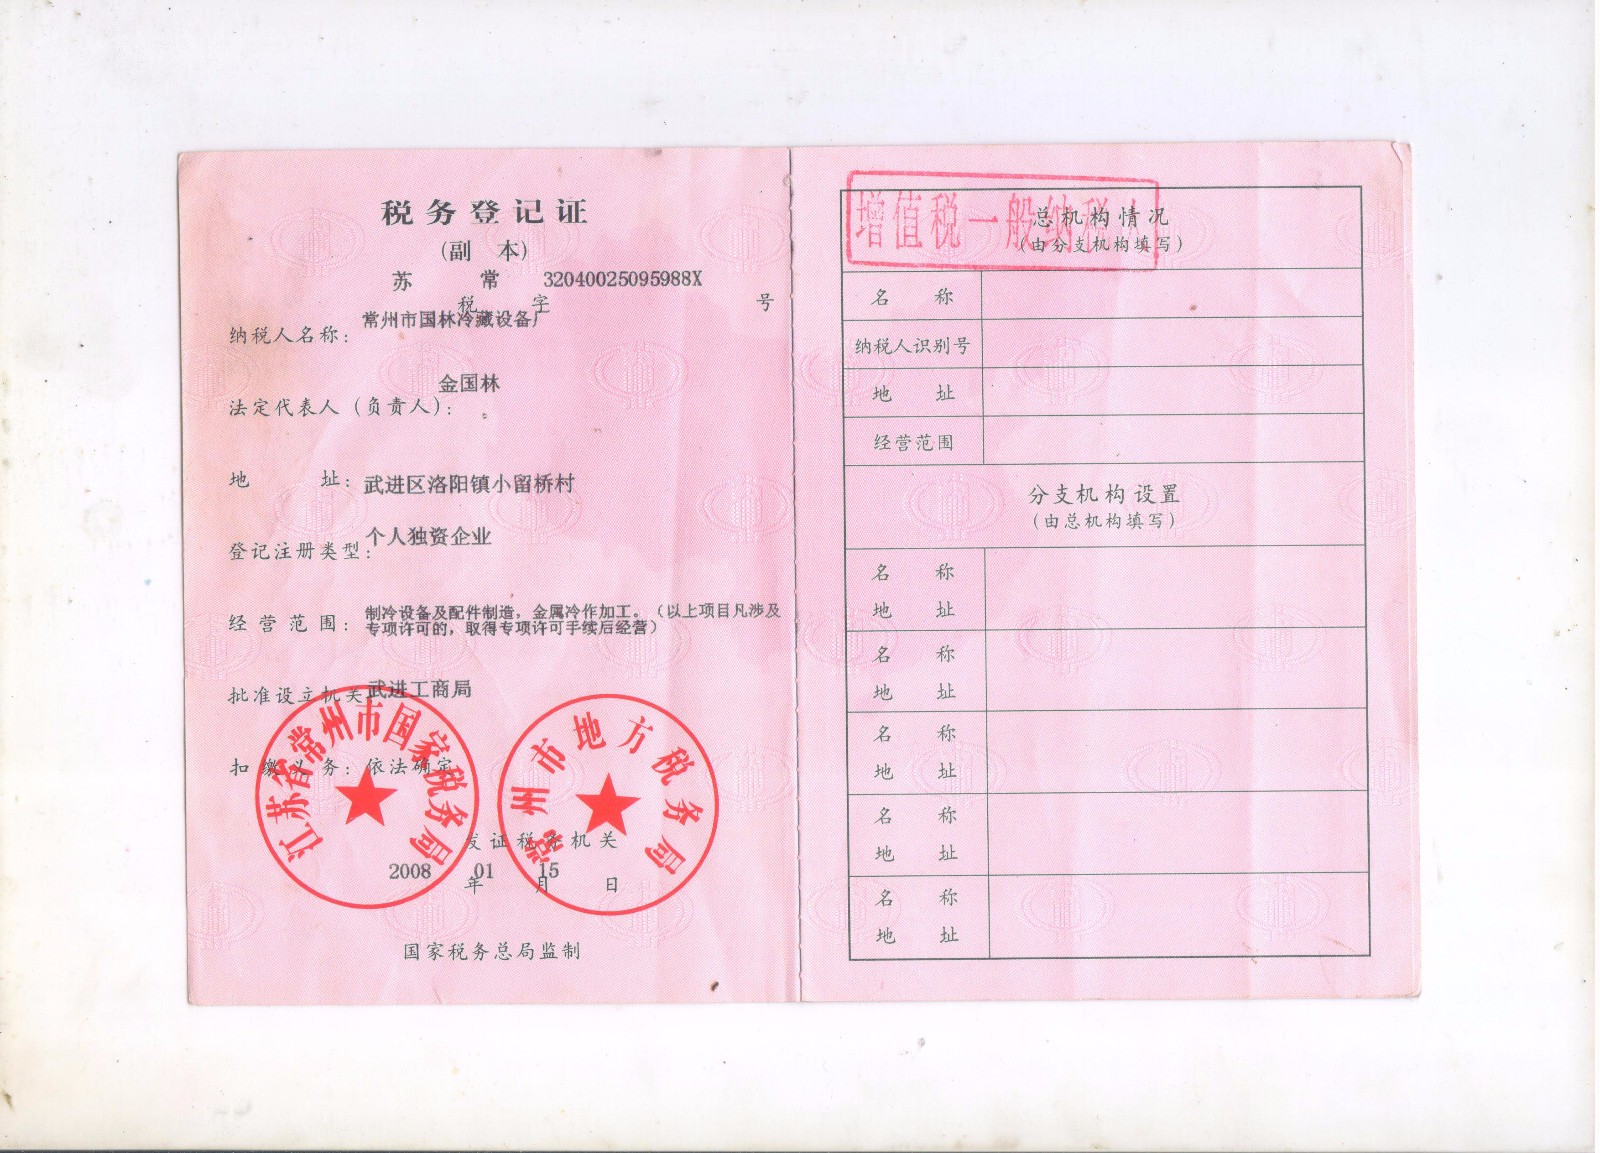 税务登记证
(副 本)
苏 常 32040025095988X
税 字 号
纳税人名称：常州市国林冷藏设备厂
法定代表人（负责人）：金国林
地 址：武进区洛阳镇小留桥村
登记注册类型：个人独资企业
经营范围：制冷设备及配件制造，金属冷作加工。（以上项目凡涉及
专项许可的，取得专项许可手续后经营）
批准设立机关 武进工商局
扣缴义务：依法确定
江苏省常州市国家税务局
常州市地方税务局
发证税务机关
2008年 01月 15日
国家税务总局监制
增值税一般纳税人
总机构情况
（由分支机构填写）
名 称
纳税人识别号
地 址
经营范围
分支机构设置
（由总机构填写）
名 称
地 址
名 称
地 址
名 称
地 址
名 称
地 址
名 称
地 址